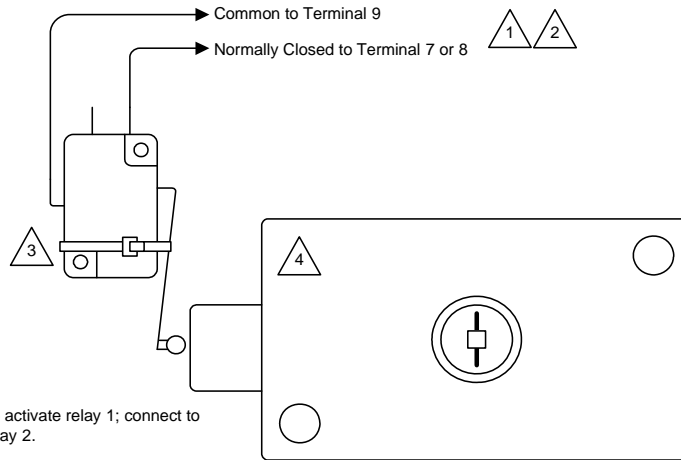 Common to Terminal 9
Normally Closed to Terminal 7 or 8
1
2
3
4
activate relay 1; connect to
ay 2.